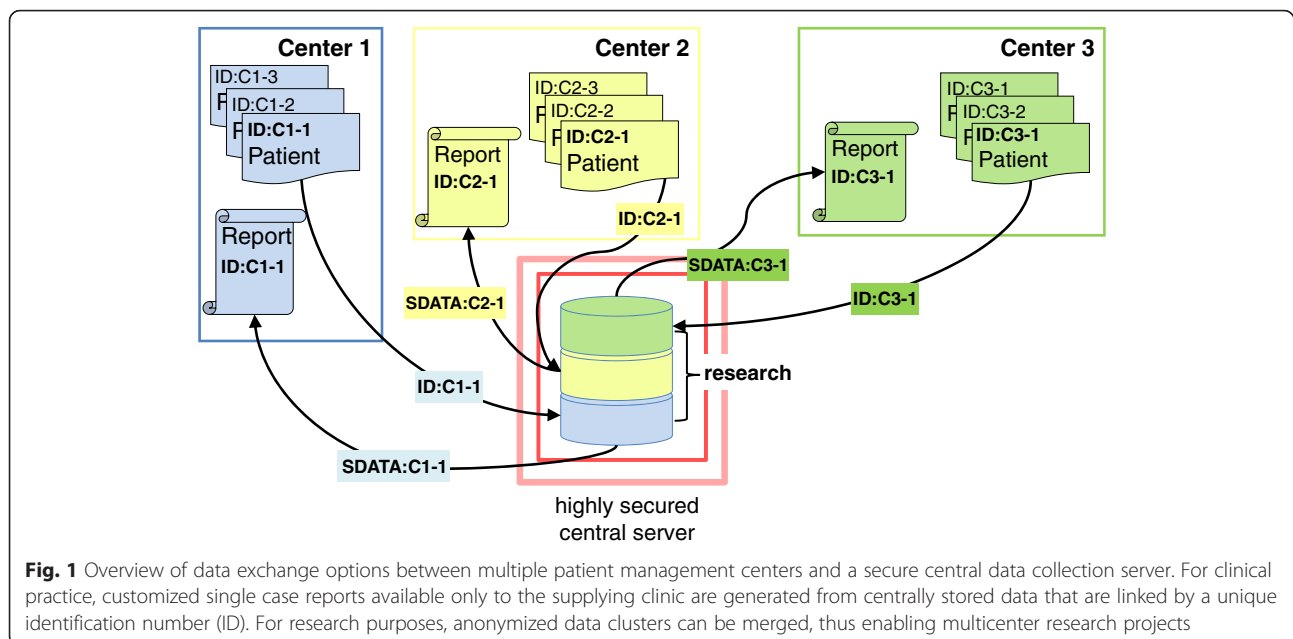 Center 1
ID:C1-3
P
ID:C1-2
P
ID:C1-1
Patient
Report
ID:C1-1
Center 2
ID:C2-3
P
ID:C2-2
P
ID:C2-1
Patient
Report
ID:C2-1
Center 3
ID:C3-1
P
ID:C3-2
P
ID:C3-1
Patient
Report
ID:C3-1
ID:C2-1
SDATA:C3-1
SDATA:C2-1
ID:C3-1
research
ID:C1-1
SDATA:C1-1
highly secured
central server
Fig. 1 Overview of data exchange options between multiple patient management centers and a secure central data collection server. For clinical
practice, customized single case reports available only to the supplying clinic are generated from centrally stored data that are linked by a unique
identification number (ID). For research purposes, anonymized data clusters can be merged, thus enabling multicenter research projects